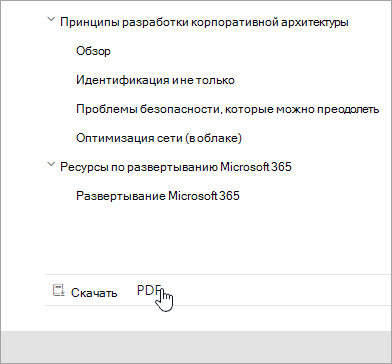 Принципы разработки корпоративной архитектуры
Обзор
Идентификация и не только
Проблемы безопасности, которые можно преодолеть
Оптимизация сети (в облаке)
Ресурсы по развертыванию Microsoft 365
Развертывание Microsoft 365
Скачать PDF